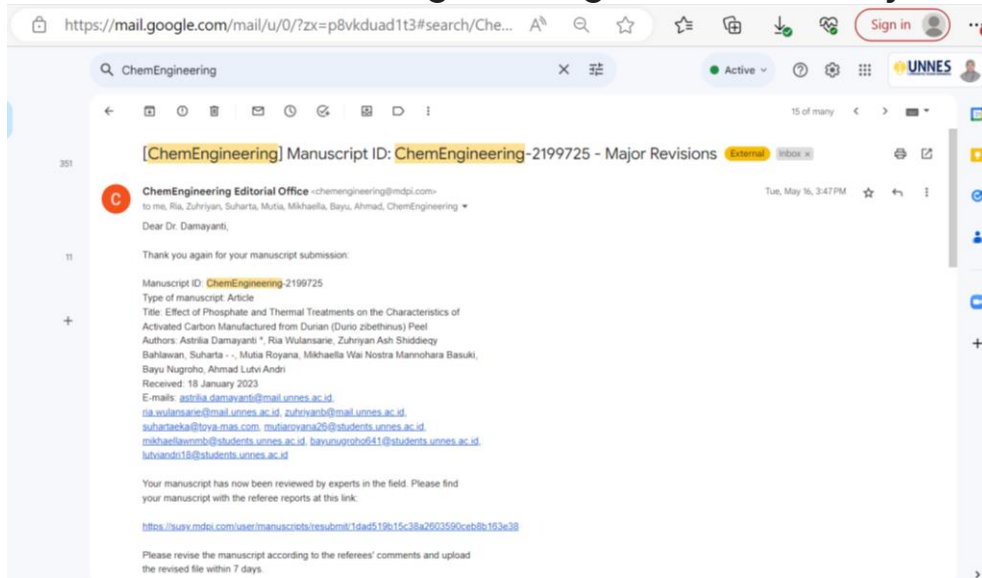 https://mail.google.com/mail/u/0/?zx=p8vkduad1t3#search/Che...
Sign in
ChemEngineering
Active
UNNES
15 of many
351
[ChemEngineering] Manuscript ID: ChemEngineering-2199725 - Major Revisions External Inbox x
C
ChemEngineering Editorial Office <chemengineering@mdpi.com>
Tue, May 16, 3:47 PM
to me, Ria, Zuhriyan, Suharta, Mutia, Mikhaella, Bayu, Ahmad, ChemEngineering
Dear Dr. Damayanti,
11
Thank you again for your manuscript submission:
Manuscript ID: ChemEngineering-2199725
Type of manuscript: Article
Title: Effect of Phosphate and Thermal Treatments on the Characteristics of
Activated Carbon Manufactured from Durian (Durio zibethinus) Peel
Authors: Astrilia Damayanti *, Ria Wulansarie, Zuhriyan Ash Shiddieqy
Bahlawan, Suharta - -, Mutia Royana, Mikhaella Wai Nostra Mannohara Basuki,
Bayu Nugroho, Ahmad Lutvi Andri
Received: 18 January 2023
E-mails: astrilia.damayanti@mail.unnes.ac.id,
ria.wulansarie@mail.unnes.ac.id, zuhriyanb@mail.unnes.ac.id,
suhartaeka@toya-mas.com, mutiaroyana26@students.unnes.ac.id,
mikhaellawnmb@students.unnes.ac.id, bayunugroho641@students.unnes.ac.id,
lutviandri18@students.unnes.ac.id
Your manuscript has now been reviewed by experts in the field. Please find
your manuscript with the referee reports at this link:
https://susy.mdpi.com/user/manuscripts/resubmit/1dad519b15c38a2603590ceb8b163e38
Please revise the manuscript according to the referees' comments and upload
the revised file within 7 days.